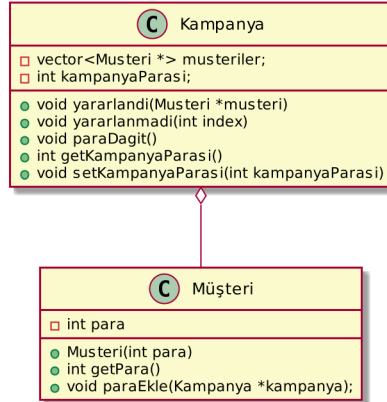 C Kampanya
vector<Musteri *> musteriler;
int kampanyaParasi;
void yararlandi(Musteri *musteri)
void yararlanmadi(int index)
void paraDagit()
int getKampanyaParasi()
void setKampanyaParasi(int kampanyaParasi)
C Müşteri
int para
Musteri(int para)
int getPara()
void paraEkle(Kampanya *kampanya);